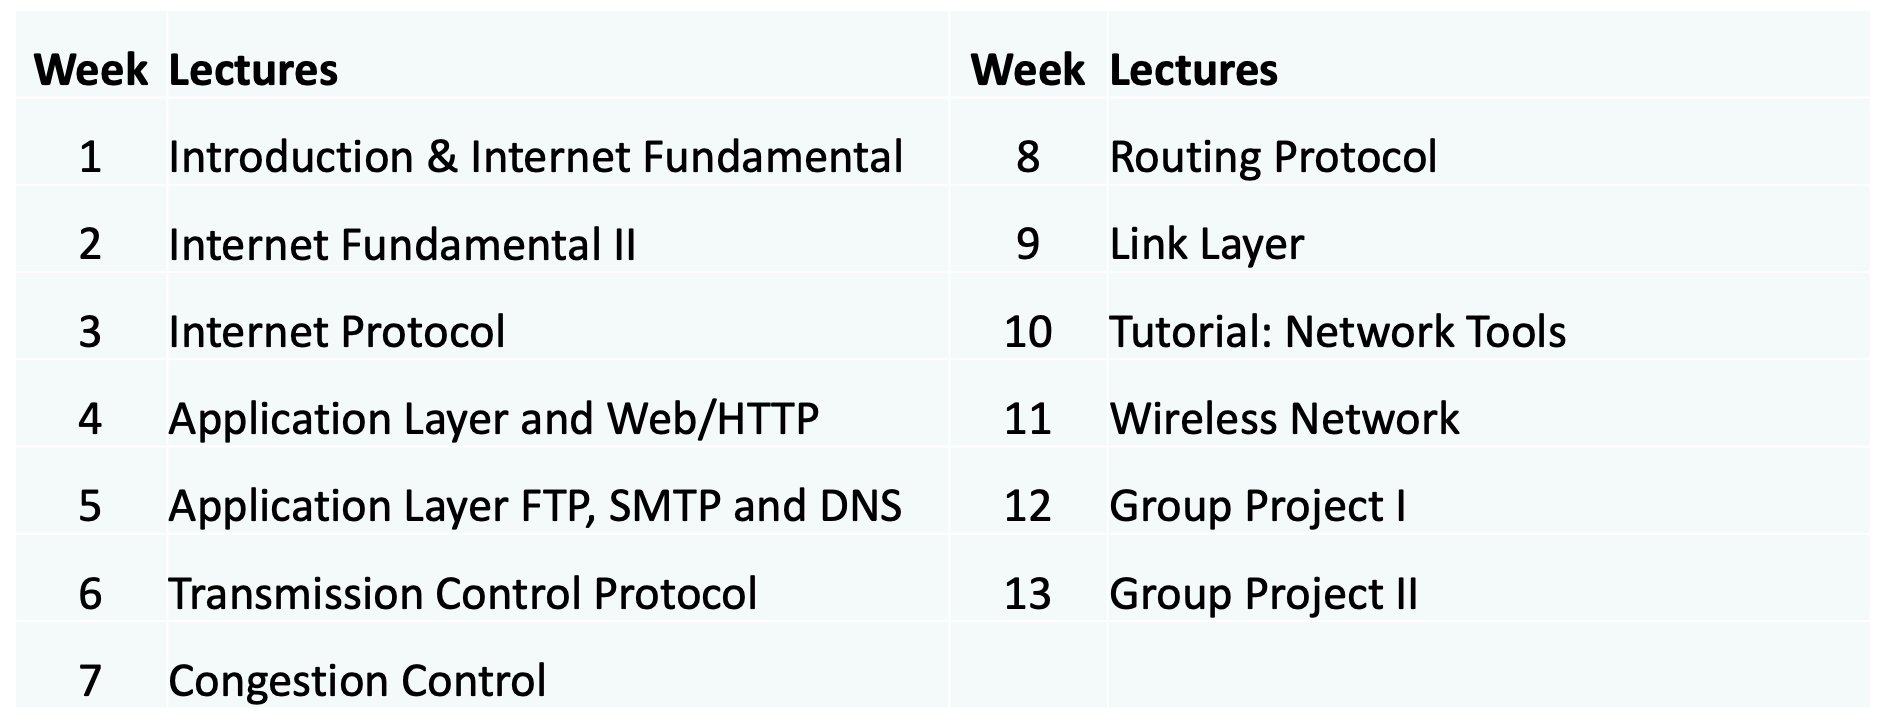 Week Lectures Week Lectures
1 Introduction & Internet Fundamental 8 Routing Protocol
2 Internet Fundamental II 9 Link Layer
3 Internet Protocol 10 Tutorial: Network Tools
4 Application Layer and Web/HTTP 11 Wireless Network
5 Application Layer FTP, SMTP and DNS 12 Group Project I
6 Transmission Control Protocol 13 Group Project II
7 Congestion Control